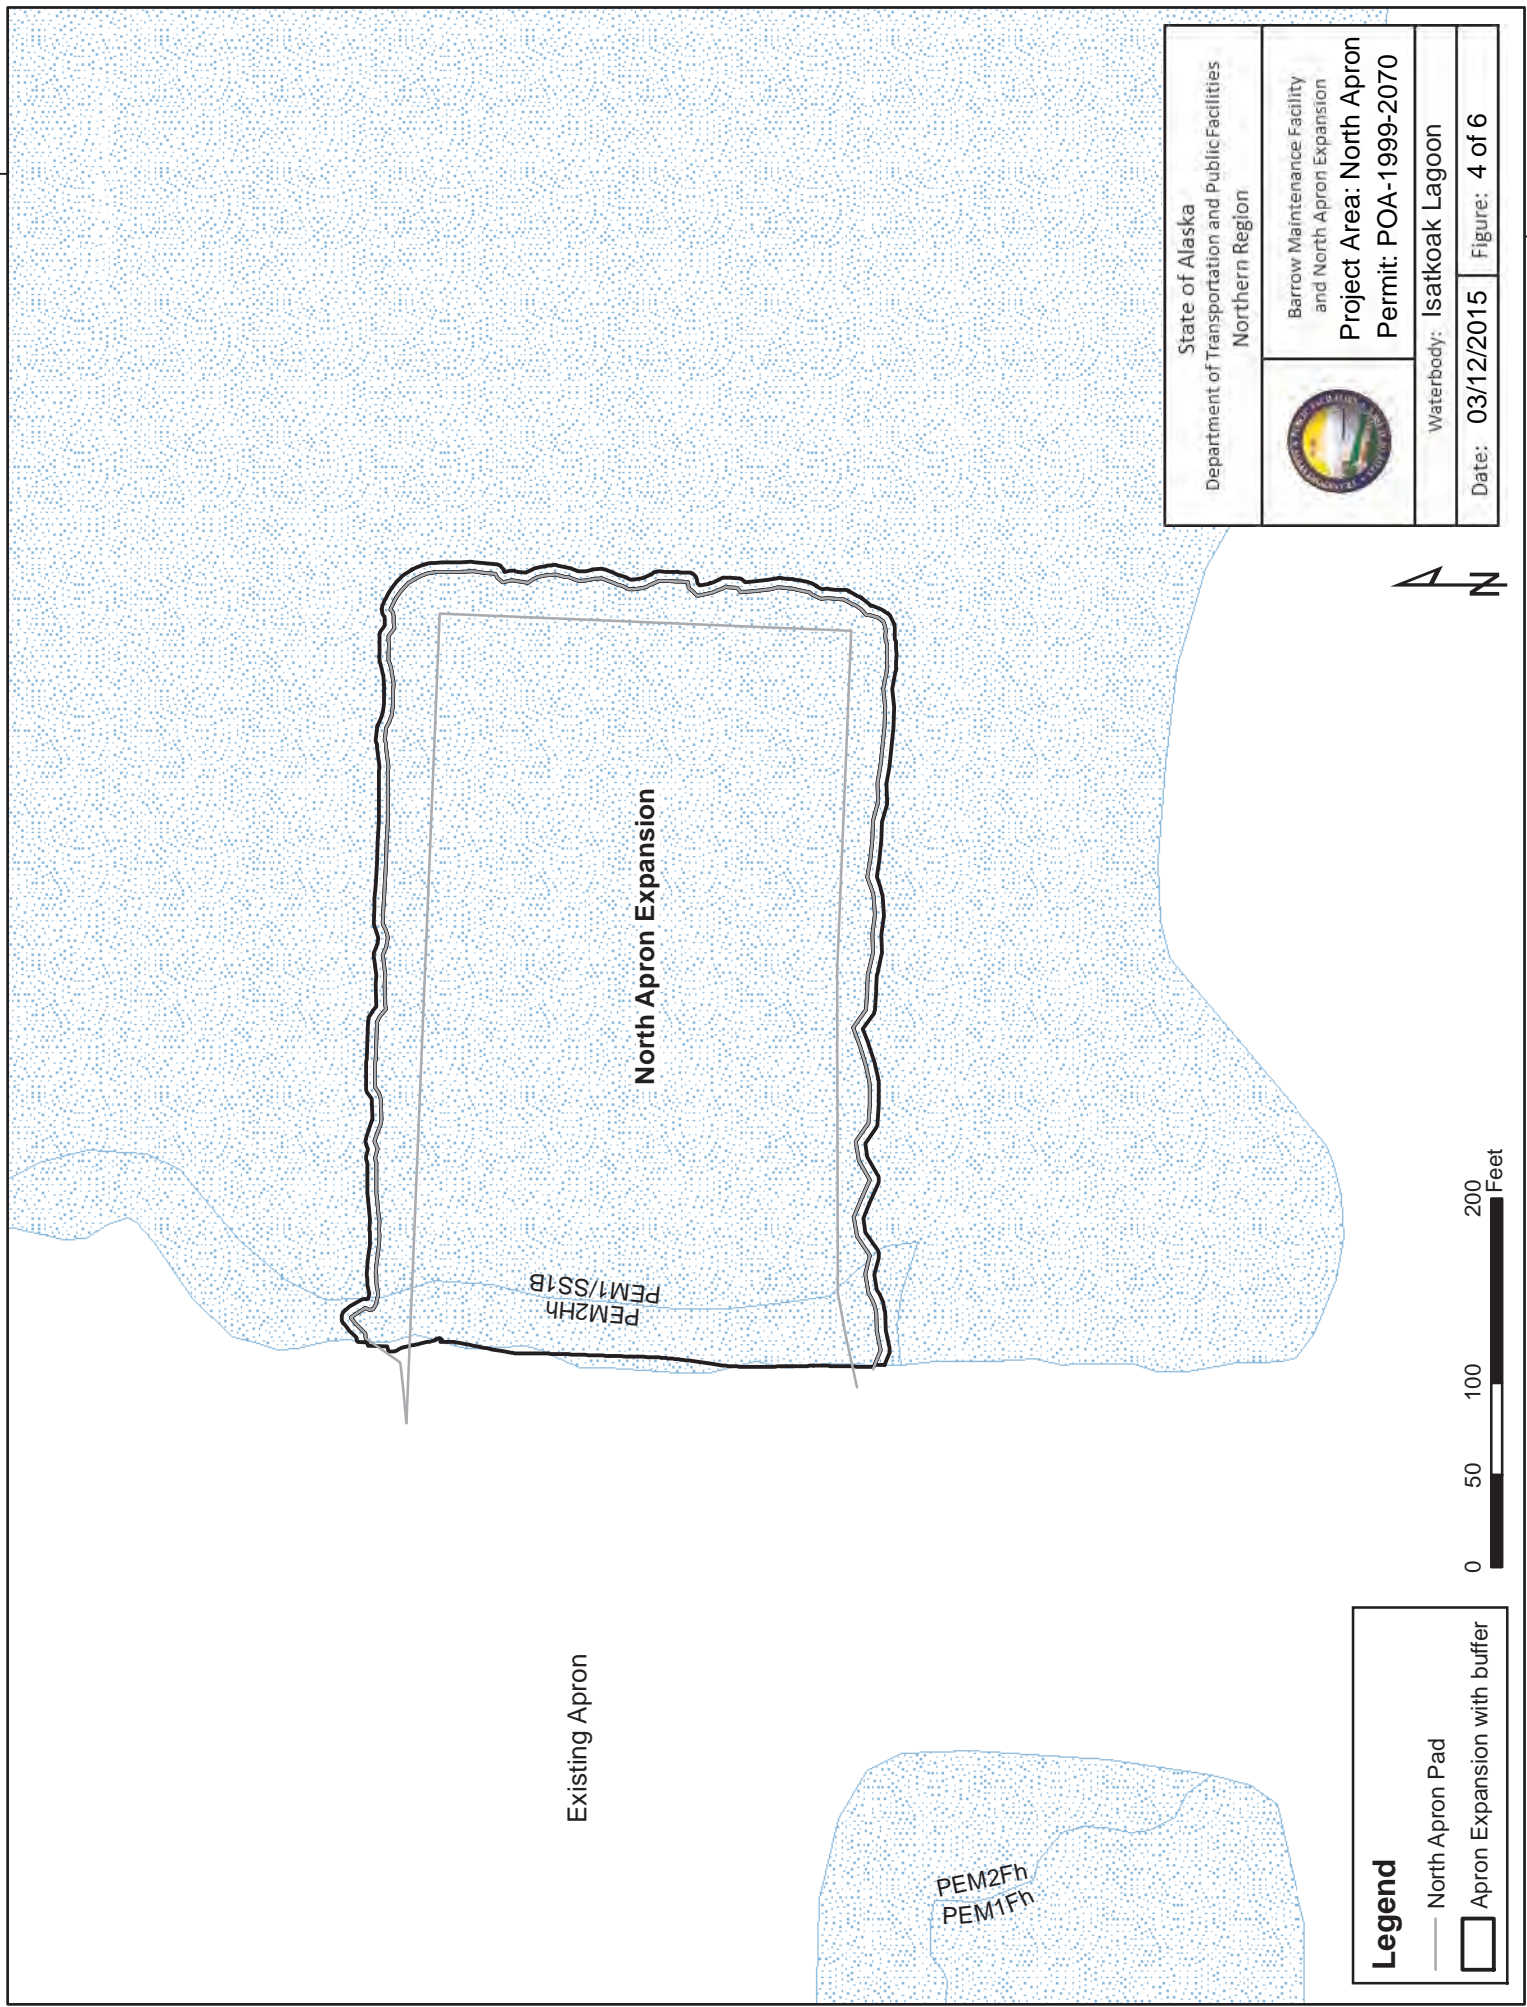 State of Alaska
Department of Transportation and Public Facilities
Northern Region
Barrow Maintenance Facility
and North Apron Expansion
Project Area: North Apron
Permit: POA-1999-2070
Waterbody: Isatkoak Lagoon
Date: 03/12/2015
Figure: 4 of 6
North Apron Expansion
PEM1/SS1B
PEM2Hh
Existing Apron
PEM2Fh
PEM1Fh
N
0 50 100 200
Feet
Legend
North Apron Pad
Apron Expansion with buffer